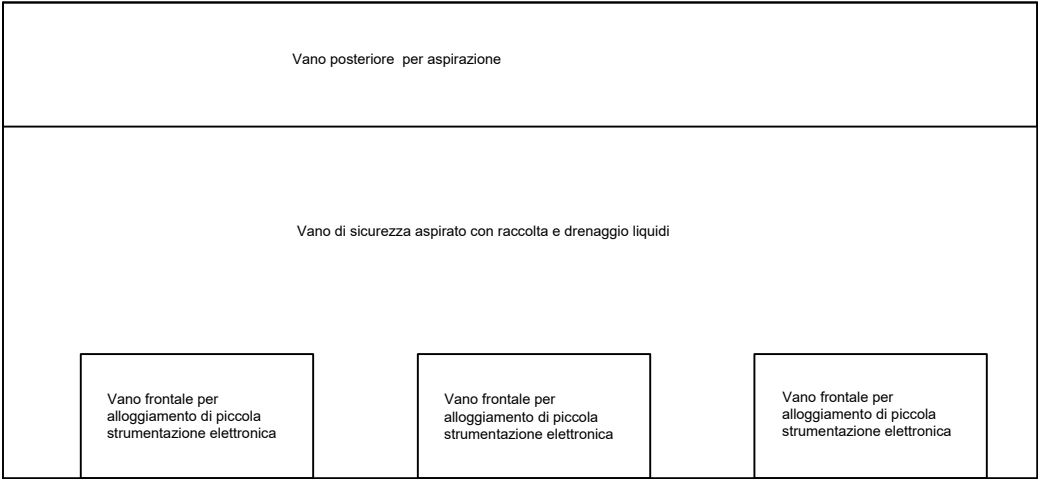 Vano posteriore  per aspirazione
Vano di sicurezza aspirato con raccolta e drenaggio liquidi
Vano frontale per
alloggiamento di piccola
strumentazione elettronica
Vano frontale per
alloggiamento di piccola
strumentazione elettronica
Vano frontale per
alloggiamento di piccola
strumentazione elettronica